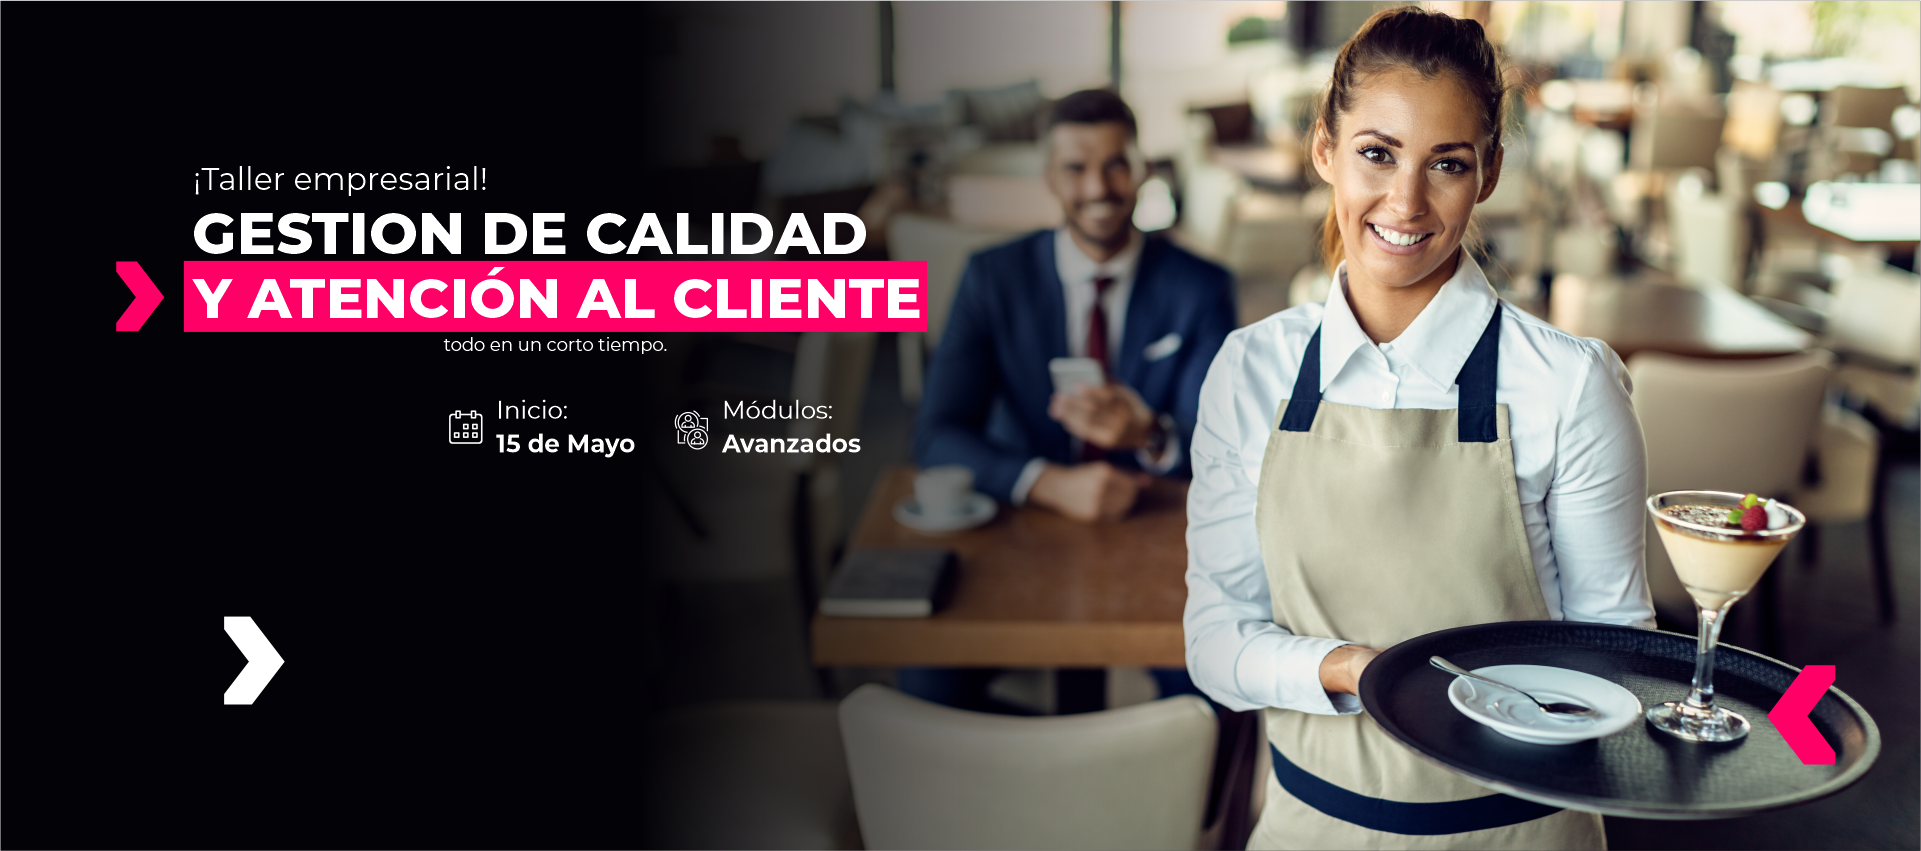 ¡Taller empresarial!
GESTION DE CALIDAD
Y ATENCIÓN AL CLIENTE
todo en un corto tiempo.
Inicio:
15 de Mayo
Módulos:
Avanzados